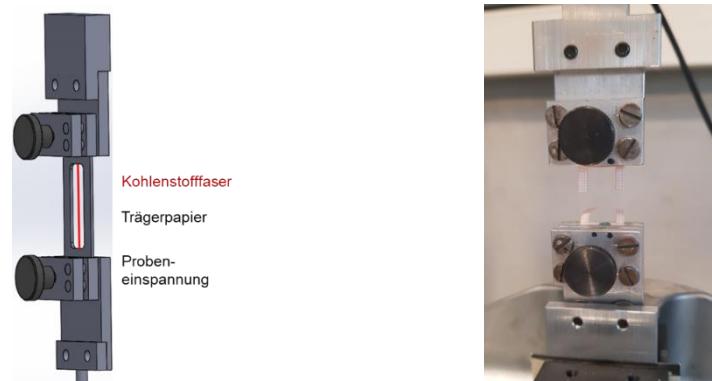 Kohlenstofffaser
Trägerpapier
Proben-
einspannung